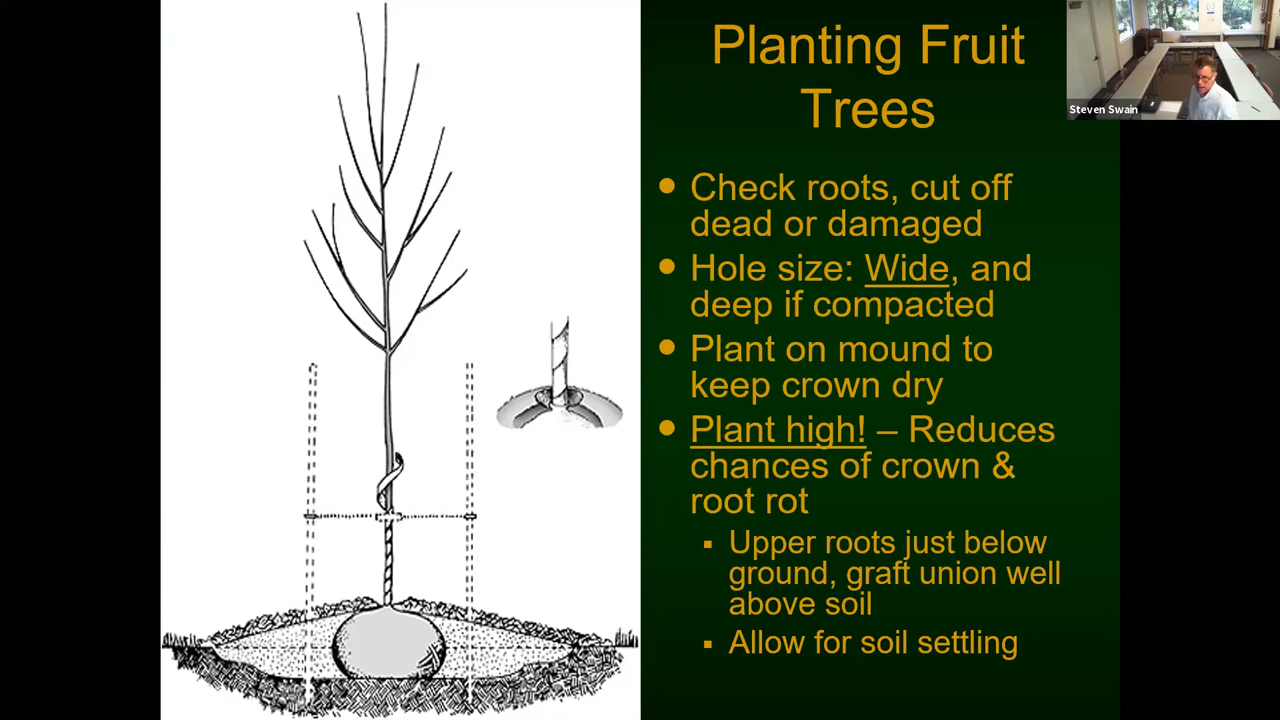 Planting Fruit
Trees
Steven Swain
• Check roots, cut off
dead or damaged
• Hole size: Wide, and
deep if compacted
• Plant on mound to
keep crown dry
• Plant high! – Reduces
chances of crown &
root rot
▪ Upper roots just below
ground, graft union well
above soil
▪ Allow for soil settling